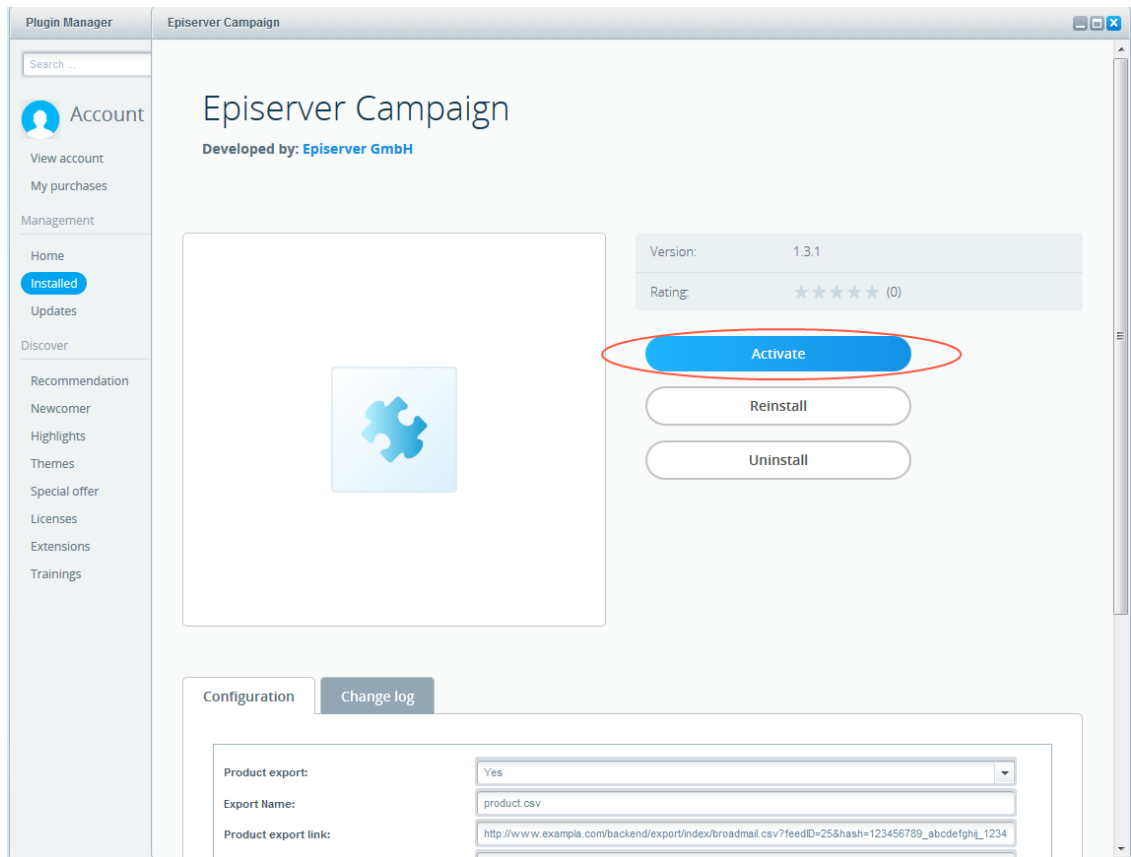 Plugin Manager
Episerver Campaign
Search ...
Account
View account
My purchases
Management
Home
Installed
Updates
Discover
Recommendation
Newcomer
Highlights
Themes
Special offer
Licenses
Extensions
Trainings
Episerver Campaign
Developed by: Episerver GmbH
Version: 1.3.1
Rating: (0)
Activate
Reinstall
Uninstall
Configuration Change log
Product export: Yes
Export Name: product.csv
Product export link: http://www.exampla.com/backend/export/index/broadmail.csv?feedID=25&hash=123456789_abcdefghij_1234